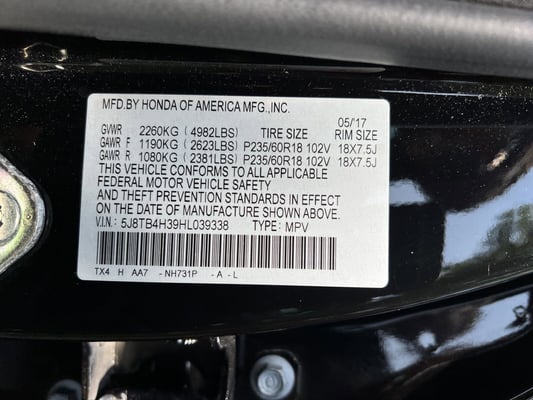 MFD.BY HONDA OF AMERICA MFG.,INC.
05/'17
GVWR 2260KG ( 4982LBS) TIRE SIZE RIM SIZE
GAWR F 1190KG ( 2623LBS) P235/60R18 102V 18X7.5J
GAWR R 1080KG ( 2381LBS) P235/60R18 102V 18X7.5J
THIS VEHICLE CONFORMS TO ALL APPLICABLE
FEDERAL MOTOR VEHICLE SAFETY
AND THEFT PREVENTION STANDARDS IN EFFECT
ON THE DATE OF MANUFACTURE SHOWN ABOVE.
V.I.N: 5J8TB4H39HL039338 TYPE: MPV
TX4 H AA7 - NH731P - A - L